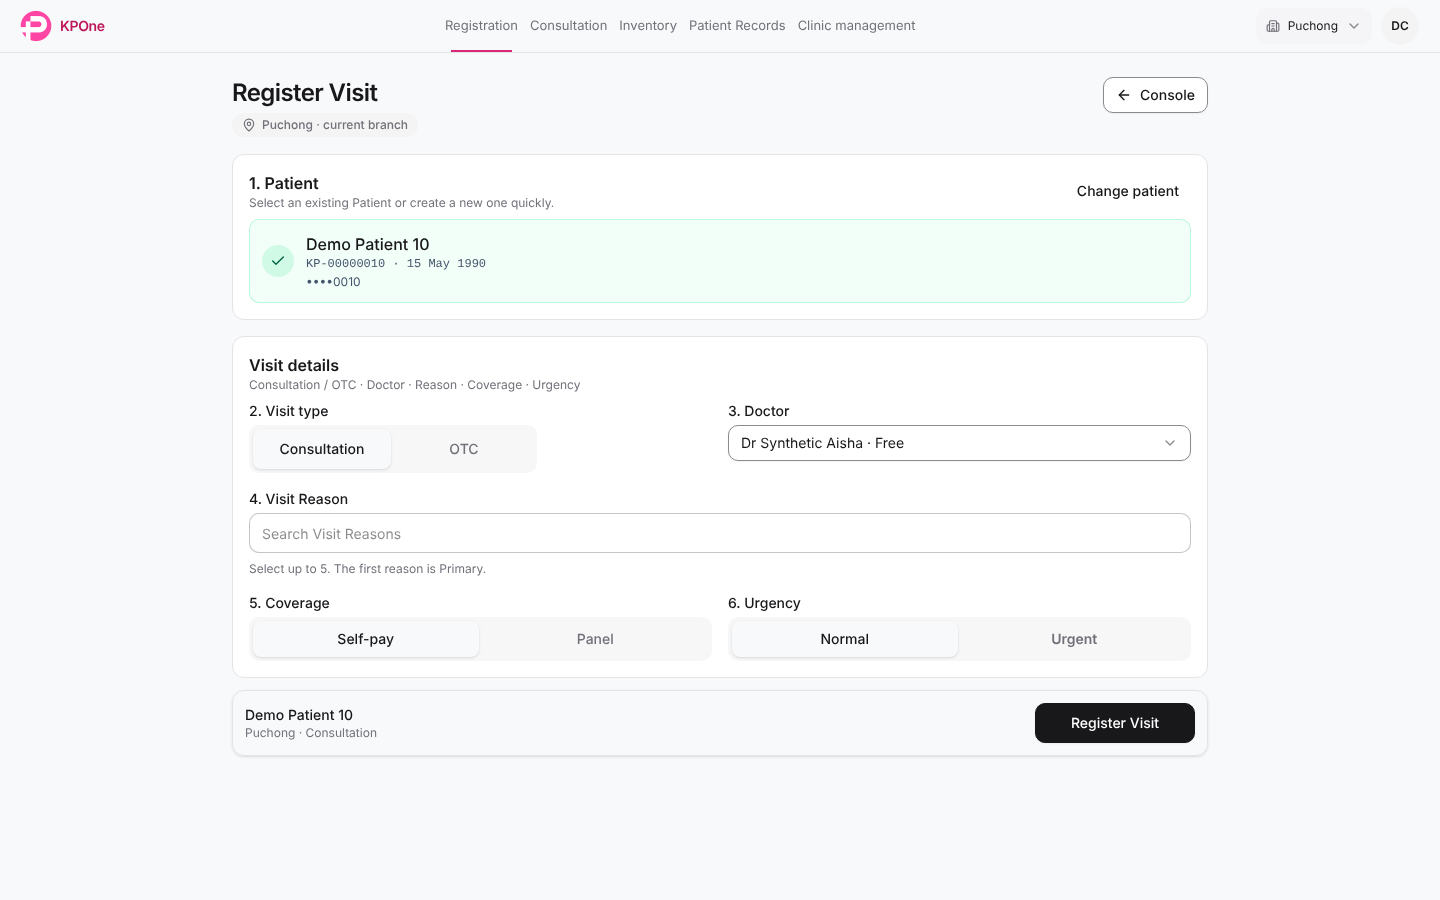 KPOne
Registration Consultation Inventory Patient Records Clinic management
Puchong
DC
Register Visit
Console
Puchong · current branch
1. Patient
Select an existing Patient or create a new one quickly.
Change patient
Demo Patient 10
KP-00000010 · 15 May 1990
••••0010
Visit details
Consultation / OTC · Doctor · Reason · Coverage · Urgency
2. Visit type
Consultation OTC
3. Doctor
Dr Synthetic Aisha · Free
4. Visit Reason
Search Visit Reasons
Select up to 5. The first reason is Primary.
5. Coverage
Self-pay Panel
6. Urgency
Normal Urgent
Demo Patient 10
Puchong · Consultation
Register Visit